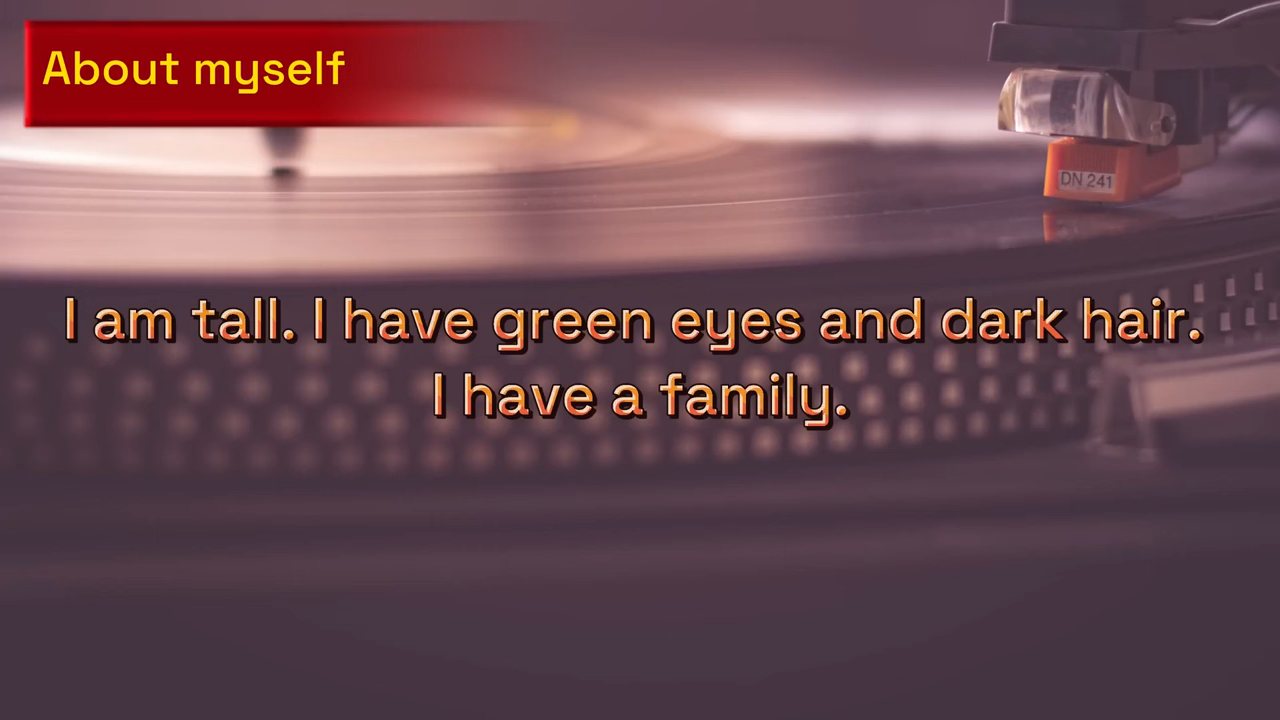 About myself
DN 241
I am tall. I have green eyes and dark hair.
I have a family.